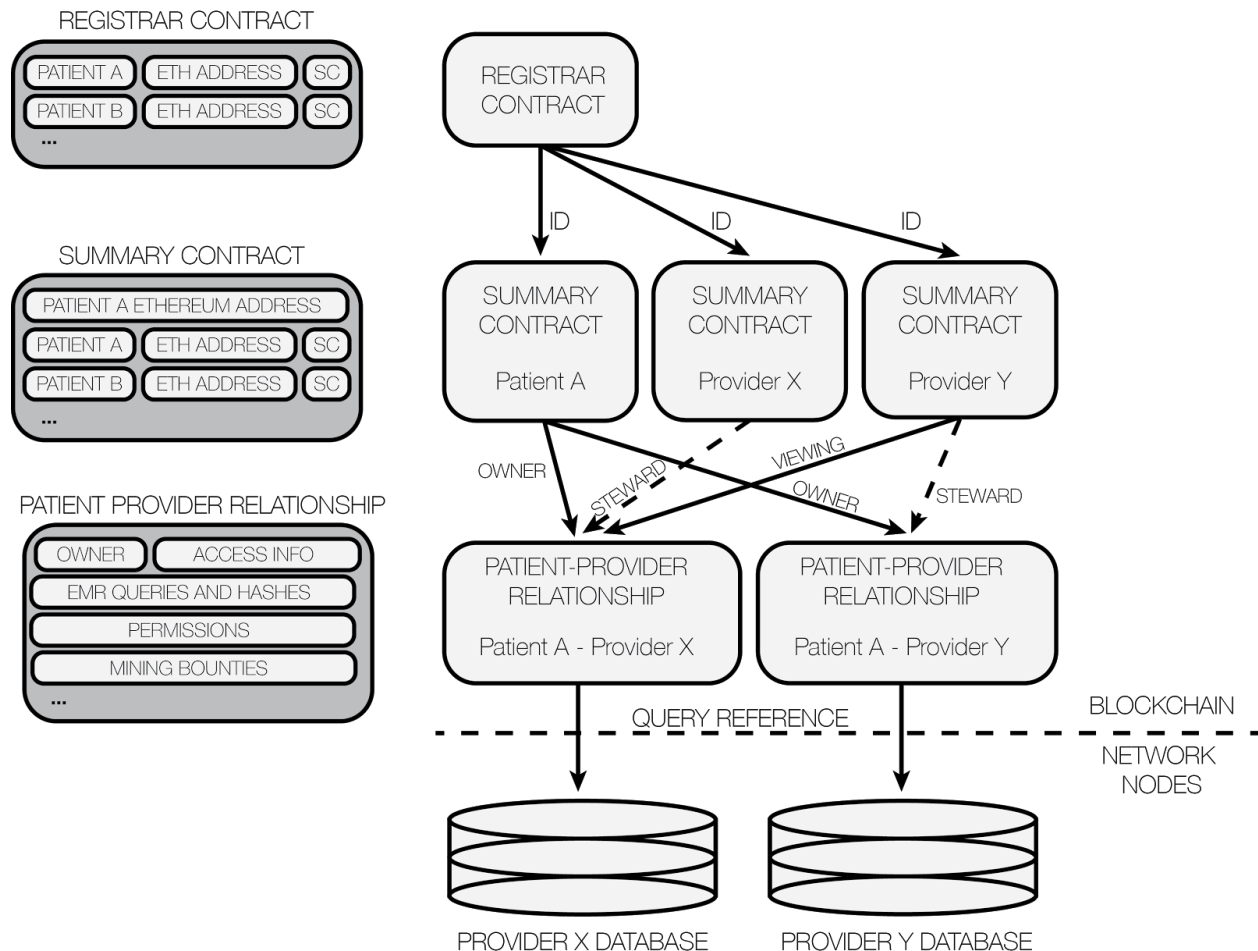 REGISTRAR CONTRACT
PATIENT A ETH ADDRESS SC
PATIENT B ETH ADDRESS SC
...
SUMMARY CONTRACT
PATIENT A ETHEREUM ADDRESS
PATIENT A ETH ADDRESS SC
PATIENT B ETH ADDRESS SC
...
PATIENT PROVIDER RELATIONSHIP
OWNER ACCESS INFO
EMR QUERIES AND HASHES
PERMISSIONS
MINING BOUNTIES
...
REGISTRAR
CONTRACT
ID
ID
ID
SUMMARY
CONTRACT
Patient A
SUMMARY
CONTRACT
Provider X
SUMMARY
CONTRACT
Provider Y
OWNER
STEWARD
VIEWING
OWNER
STEWARD
PATIENT-PROVIDER
RELATIONSHIP
Patient A - Provider X
PATIENT-PROVIDER
RELATIONSHIP
Patient A - Provider Y
QUERY REFERENCE
BLOCKCHAIN
NETWORK
NODES
PROVIDER X DATABASE
PROVIDER Y DATABASE